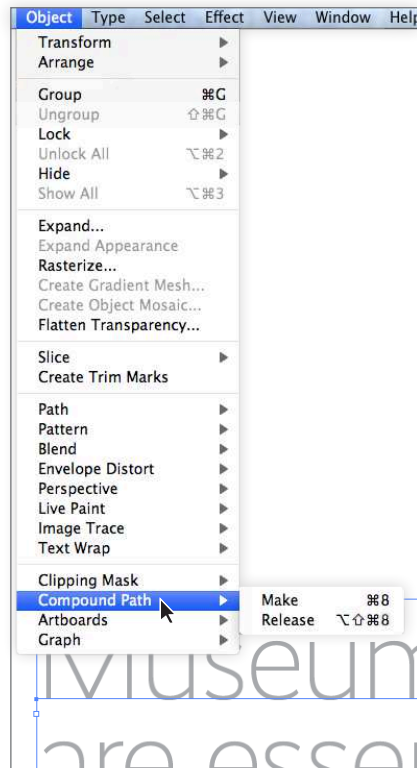 Object Type Select Effect View Window Help
Transform
Arrange
Group ⌘G
Ungroup ⇧⌘G
Lock
Unlock All ⌥⌘2
Hide
Show All ⌥⌘3
Expand...
Expand Appearance
Rasterize...
Create Gradient Mesh...
Create Object Mosaic...
Flatten Transparency...
Slice
Create Trim Marks
Path
Pattern
Blend
Envelope Distort
Perspective
Live Paint
Image Trace
Text Wrap
Clipping Mask
Compound Path
Make ⌘8
Release ⌥⇧⌘8
Artboards
Graph
Museum
are esse